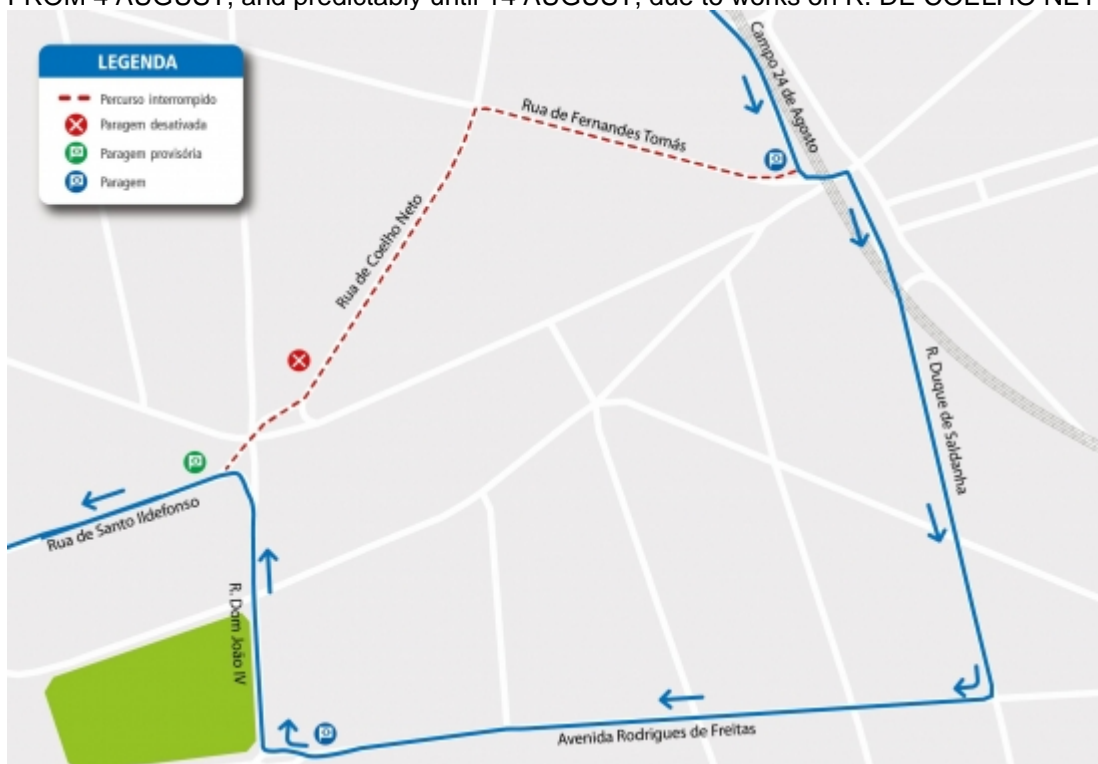 FROM 4 AUGUST, and predictably until 14 AUGUST, due to works on R. DE COELHO NET
LEGENDA
Percurso interrompido
Paragem desativada
Paragem provisória
Paragem
Campo 24 de Agosto
Rua de Fernandes Tomás
Rua de Coelho Neto
R. Duque de Saldanha
Rua de Santo Ildefonso
R. Dom João IV
Avenida Rodrigues de Freitas